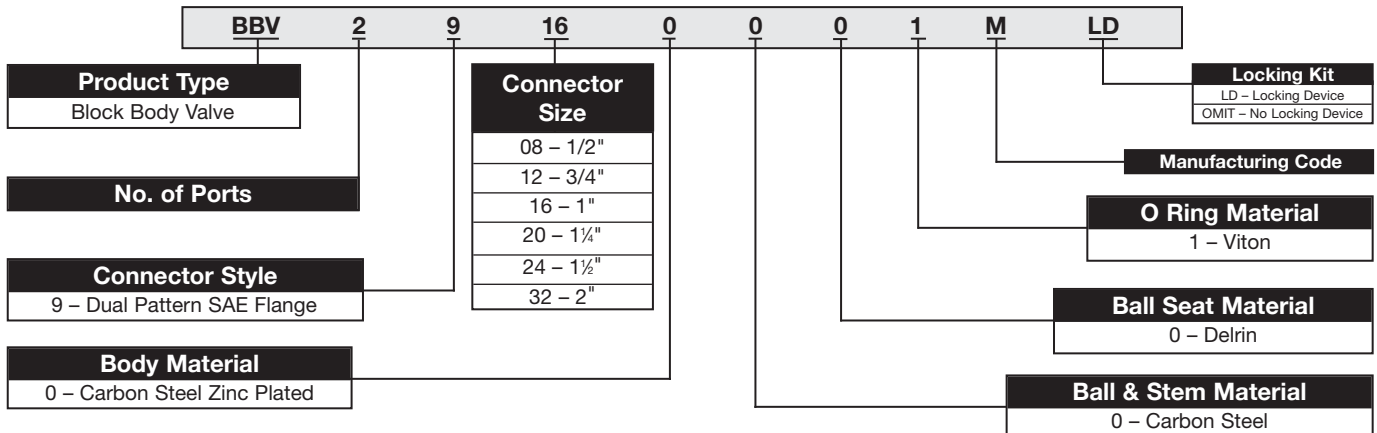 BBV 2 9 16 0 0 0 1 M LD
Product Type
Block Body Valve
No. of Ports
Connector Style
9 – Dual Pattern SAE Flange
Body Material
0 – Carbon Steel Zinc Plated
Connector
Size
08 – 1/2"
12 – 3/4"
16 – 1"
20 – 1¼"
24 – 1½"
32 – 2"
Locking Kit
LD – Locking Device
OMIT – No Locking Device
Manufacturing Code
O Ring Material
1 – Viton
Ball Seat Material
0 – Delrin
Ball & Stem Material
0 – Carbon Steel